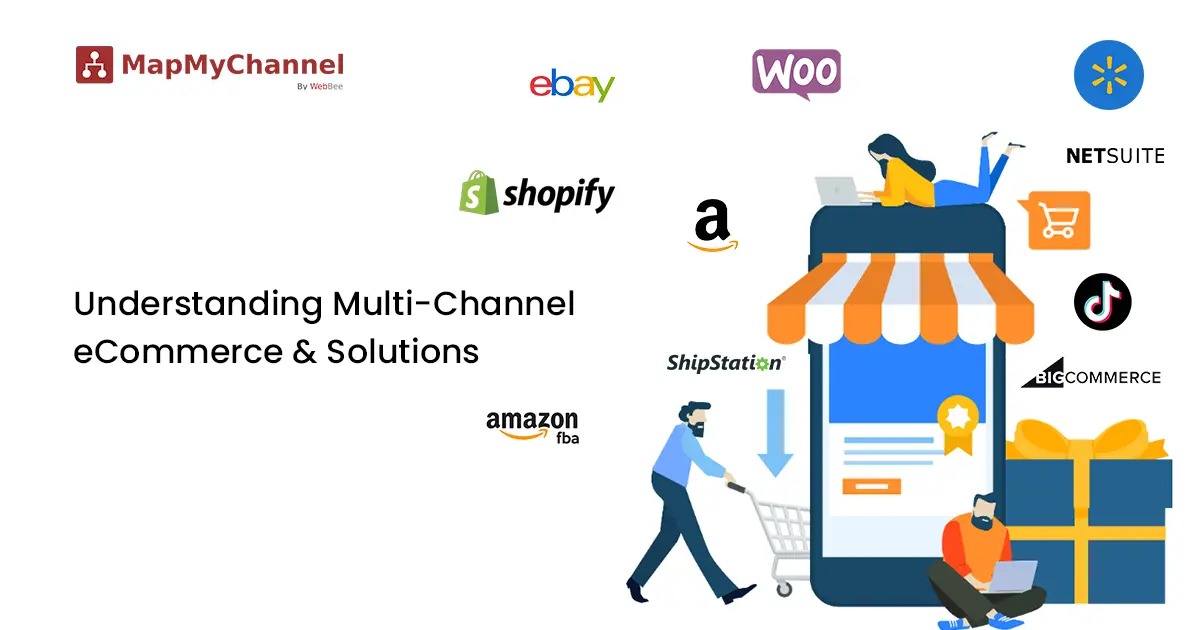 MapMyChannel
By WebBee
ebay
WOO
NETSUITE
shopify
a
Understanding Multi-Channel
eCommerce & Solutions
ShipStation®
BIGCOMMERCE
amazon
fba